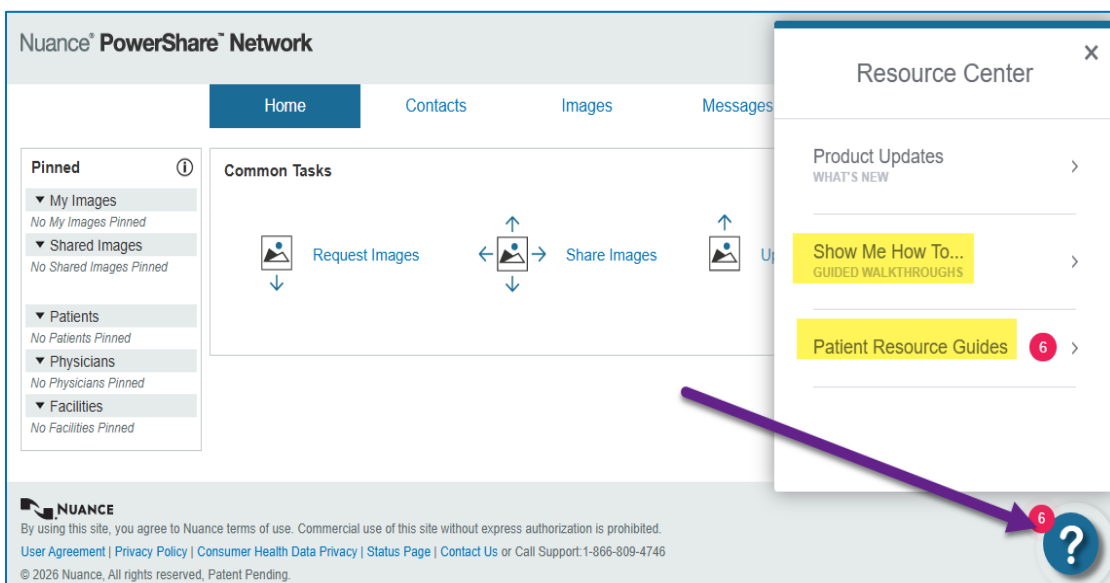 Nuance® PowerShare™ Network
Home
Contacts
Images
Messages
Pinned
▼ My Images
No My Images Pinned
▼ Shared Images
No Shared Images Pinned
▼ Patients
No Patients Pinned
▼ Physicians
No Physicians Pinned
▼ Facilities
No Facilities Pinned
Common Tasks
Request Images
Share Images
Resource Center
Product Updates
WHAT'S NEW
Show Me How To...
GUIDED WALKTHROUGHS
Patient Resource Guides
6
NUANCE
By using this site, you agree to Nuance terms of use. Commercial use of this site without express authorization is prohibited.
User Agreement | Privacy Policy | Consumer Health Data Privacy | Status Page | Contact Us or Call Support:1-866-809-4746
© 2026 Nuance, All rights reserved, Patent Pending.
6
?